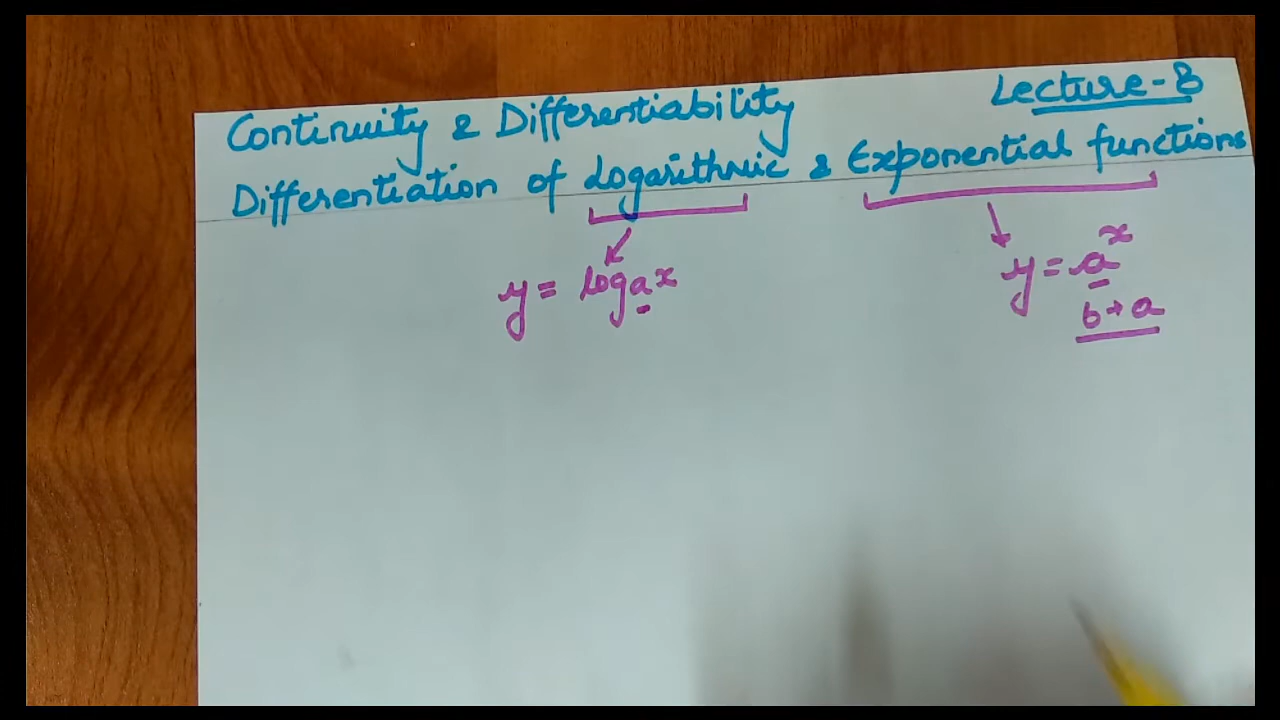 Lecture-8
Continuity & Differentiability
Differentiation of Logarithmic & Exponential functions
y = logₐx
y = aˣ
b→a